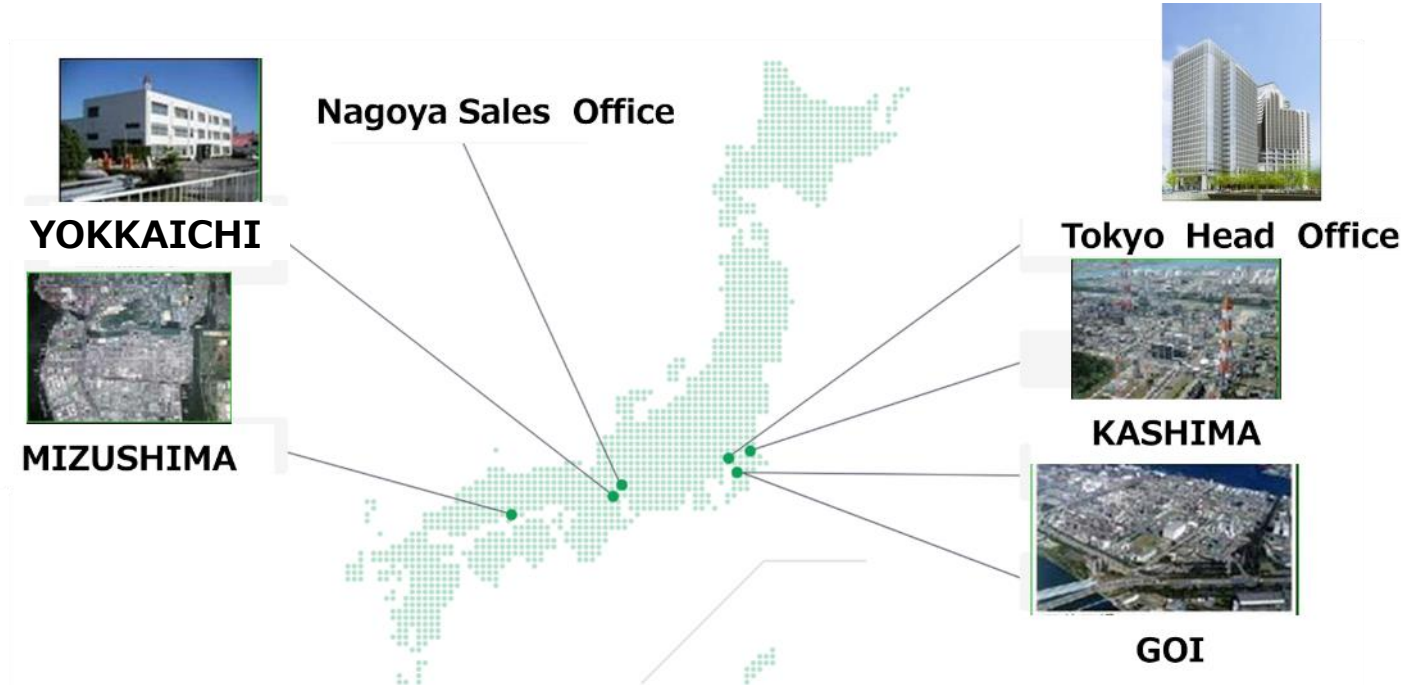 Nagoya Sales Office
YOKKAICHI
Tokyo Head Office
MIZUSHIMA
KASHIMA
GOI